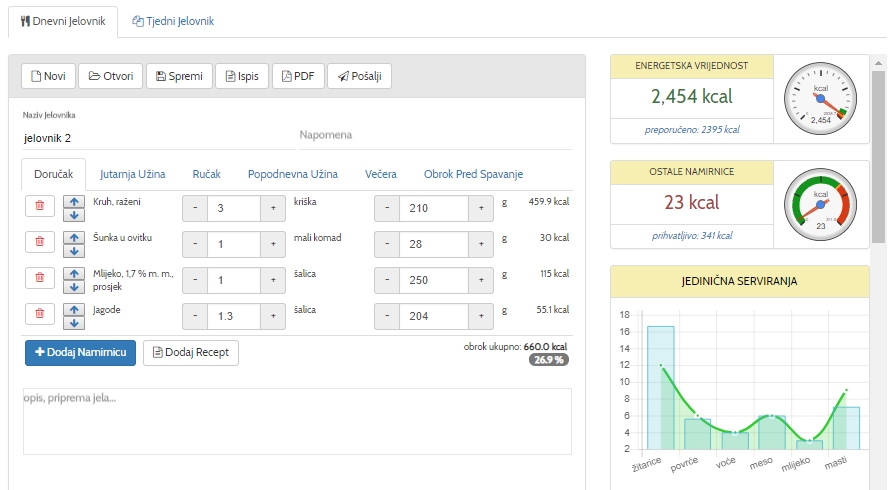 Dnevni Jelovnik Tjedni Jelovnik
Novi Otvori Spremi Ispis PDF Pošalji
Naziv Jelovnika
jelovnik 2 Napomena
Doručak Jutarnja Užina Ručak Popodnevna Užina Večera Obrok Pred Spavanje
Kruh, raženi - 3 + kriška - 210 + g 459.9 kcal
Šunka u ovitku - 1 + mali komad - 28 + g 30 kcal
Mlijeko, 1,7 % m. m., prosjek - 1 + šalica - 250 + g 115 kcal
Jagode - 1.3 + šalica - 204 + g 55.1 kcal
Dodaj Namirnicu Dodaj Recept obrok ukupno: 660.0 kcal
26.9 %
opis, priprema jela...
ENERGETSKA VRIJEDNOST
2,454 kcal
preporučeno: 2395 kcal
kcal
2,454
OSTALE NAMIRNICE
23 kcal
prihvatljivo: 341 kcal
kcal
23
JEDINIČNA SERVIRANJA
18
16
14
12
10
8
6
4
2
žitarice povrće voće meso mlijeko masti